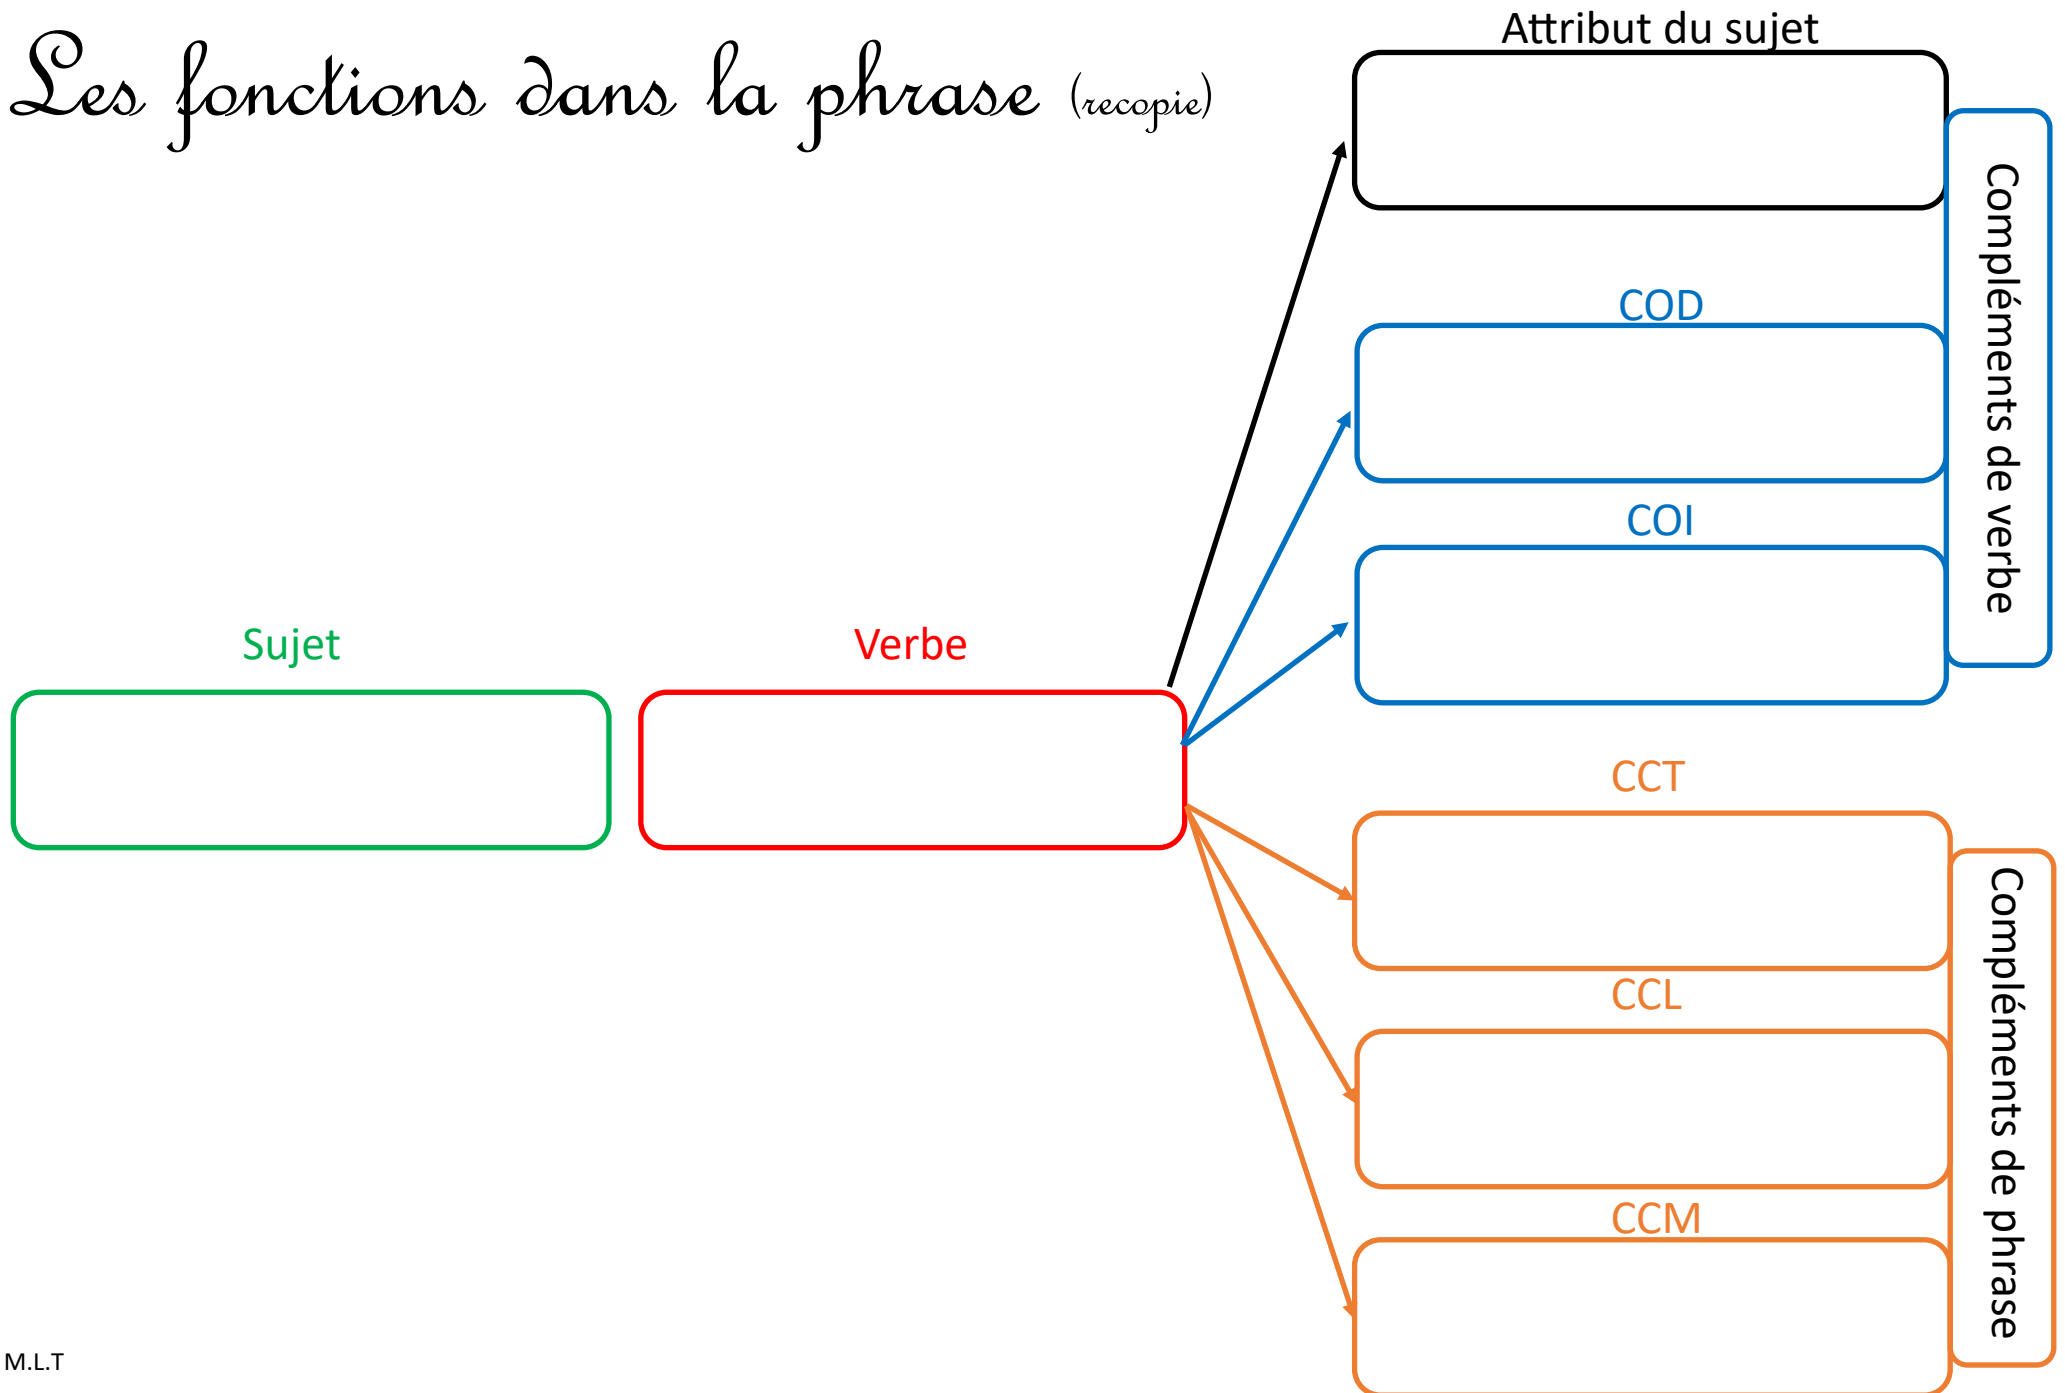 Les fonctions dans la phrase (recopie)
Attribut du sujet
COD
COI
Compléments de verbe
Sujet
Verbe
CCT
CCL
CCM
Compléments de phrase
M.L.T